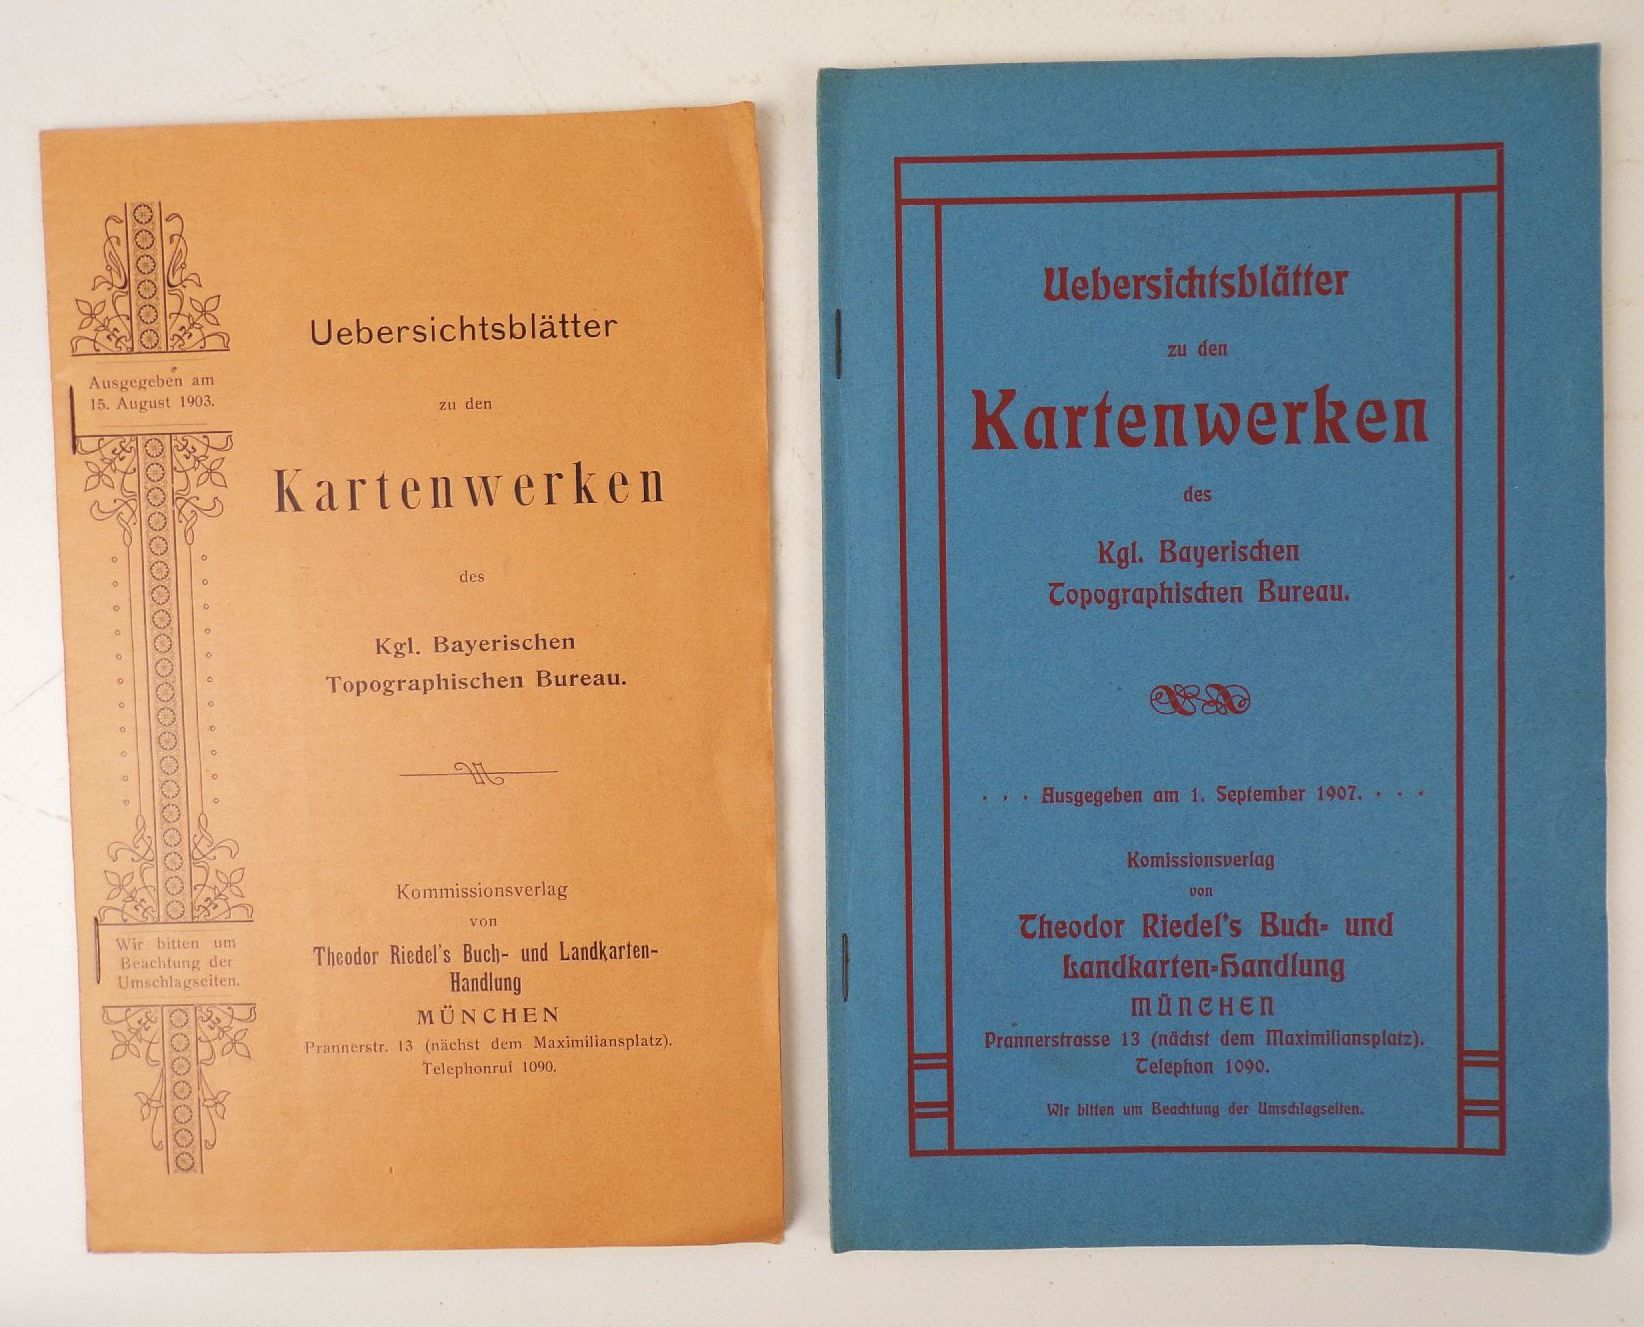 Ausgegeben am
15. August 1903.
Wir bitten um
Beachtung der
Umschlagseiten.
Uebersichtsblätter
zu den
Kartenwerken
des
Kgl. Bayerischen
Topographischen Bureau.
Kommissionsverlag
von
Theodor Riedel's Buch- und Landkarten-
Handlung
MÜNCHEN
Prannerstr. 13 (nächst dem Maximiliansplatz).
Telephonruf 1090.
Uebersichtsblätter
zu den
Kartenwerken
des
Kgl. Bayerischen
Topographischen Bureau.
. . . Ausgegeben am 1. September 1907. . . .
Komissionsverlag
von
Theodor Riedel's Buch- und
Landkarten-Handlung
MÜNCHEN
Prannerstrasse 13 (nächst dem Maximiliansplatz).
Telephon 1090.
Wir bitten um Beachtung der Umschlagseiten.